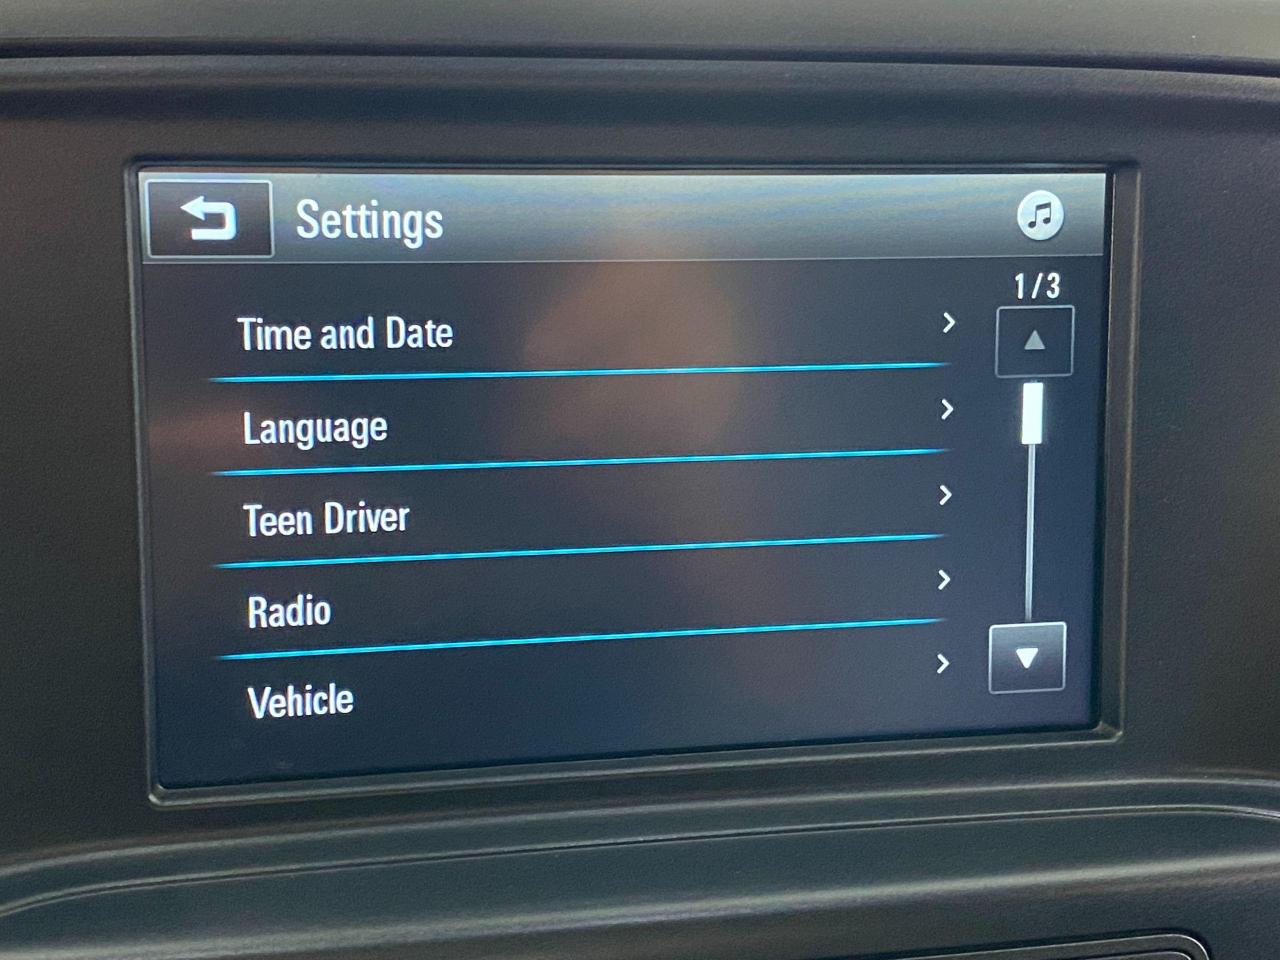 Settings
1/3
Time and Date
Language
Teen Driver
Radio
Vehicle